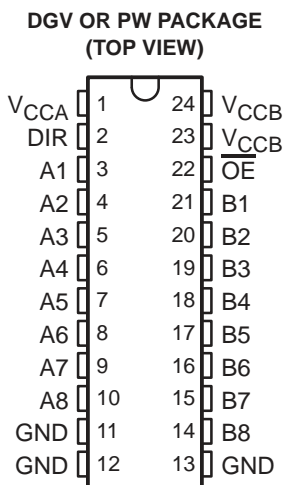 DGV OR PW PACKAGE
(TOP VIEW)
VCCA 1 24 VCCB
DIR 2 23 VCCB
A1 3 22 O̅E̅
A2 4 21 B1
A3 5 20 B2
A4 6 19 B3
A5 7 18 B4
A6 8 17 B5
A7 9 16 B6
A8 10 15 B7
GND 11 14 B8
GND 12 13 GND